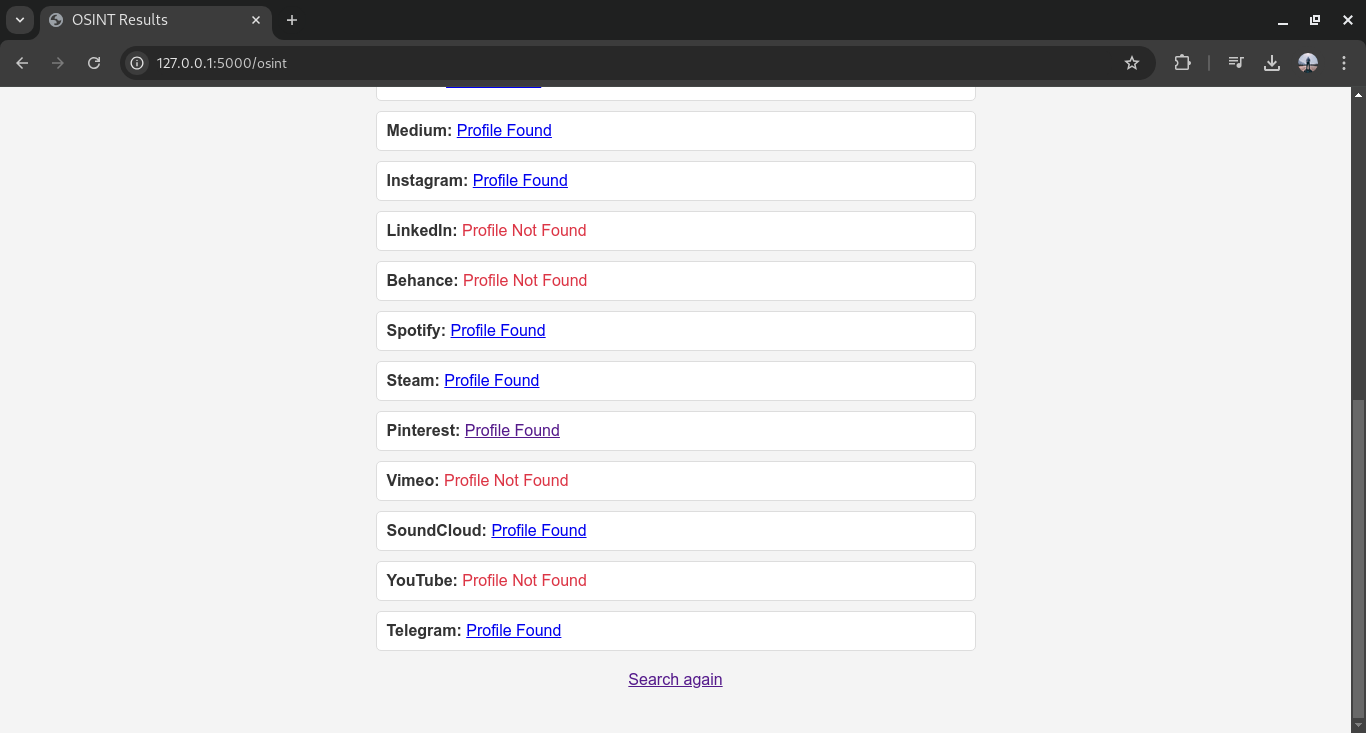 OSINT Results
127.0.0.1:5000/osint
Medium: Profile Found
Instagram: Profile Found
LinkedIn: Profile Not Found
Behance: Profile Not Found
Spotify: Profile Found
Steam: Profile Found
Pinterest: Profile Found
Vimeo: Profile Not Found
SoundCloud: Profile Found
YouTube: Profile Not Found
Telegram: Profile Found
Search again